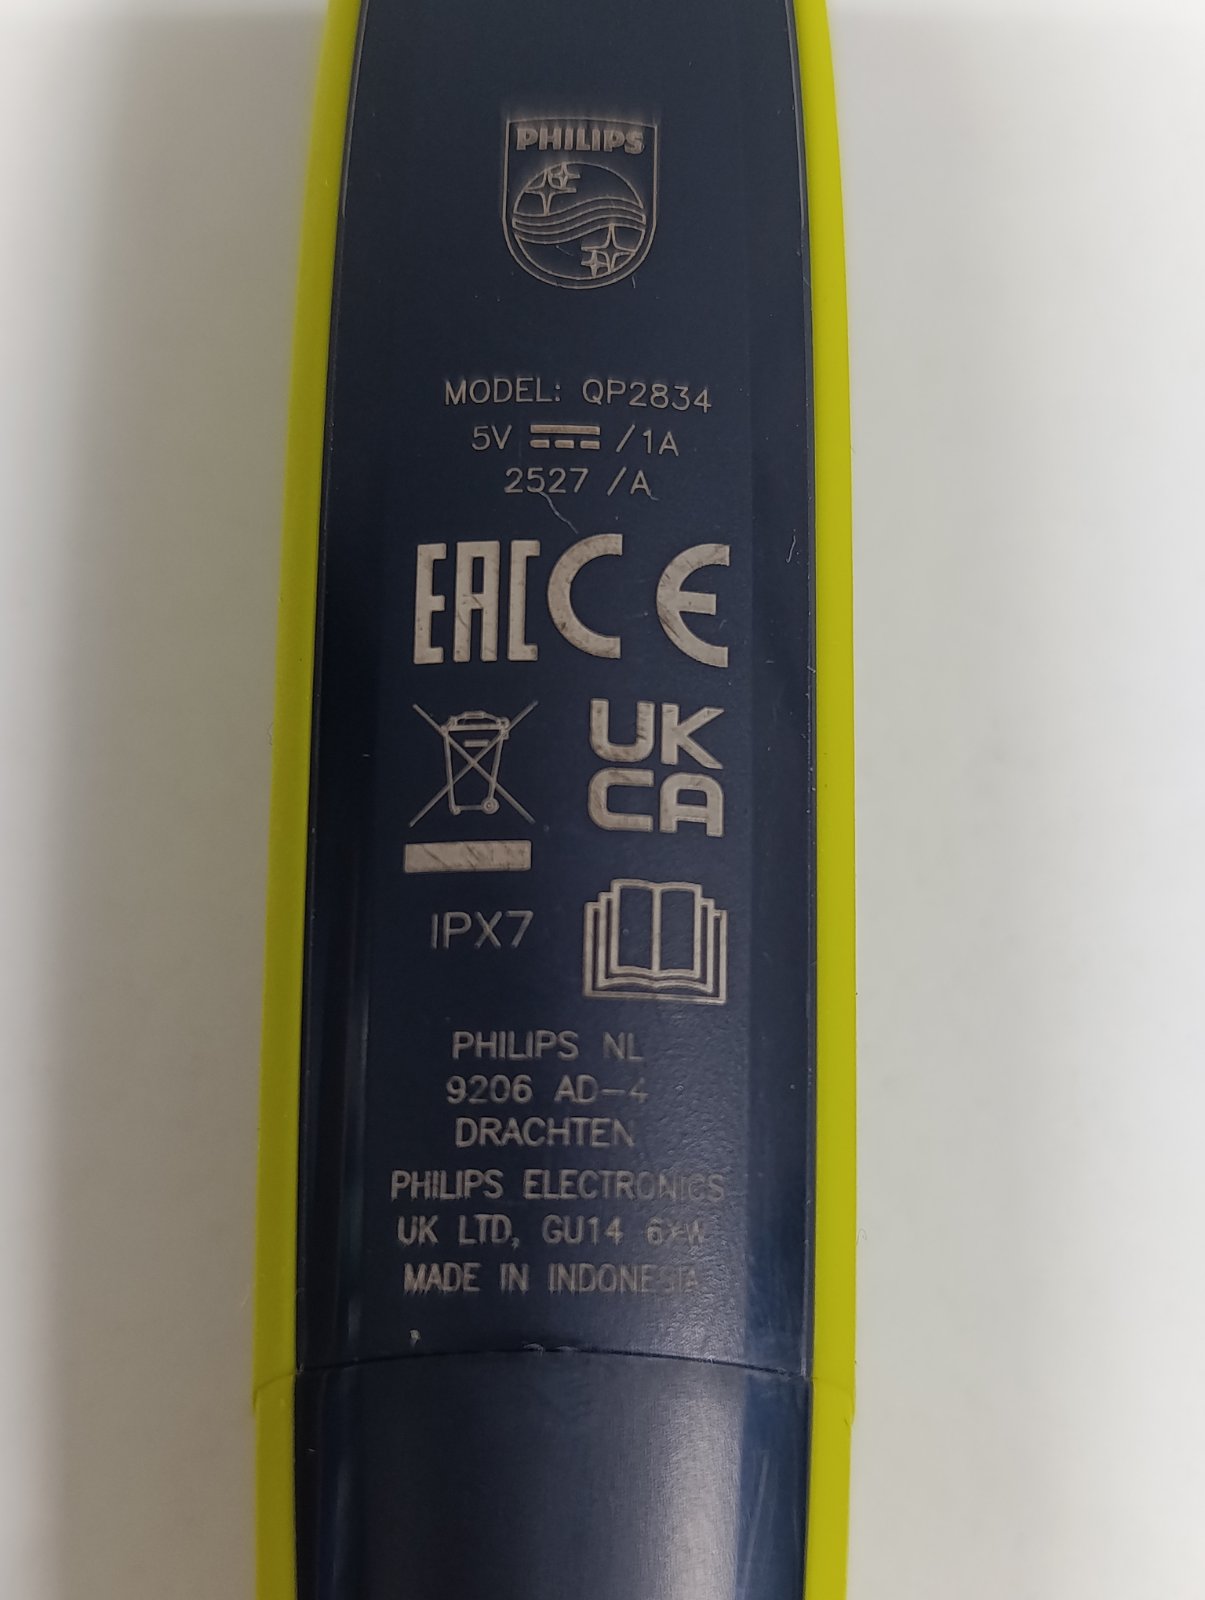 PHILIPS
MODEL: QP2834
5V ⎓ /1A
2527 /A
EAC CE
UK
CA
IPX7
PHILIPS NL
9206 AD-4
DRACHTEN
PHILIPS ELECTRONICS
UK LTD, GU14 6XW
MADE IN INDONESIA